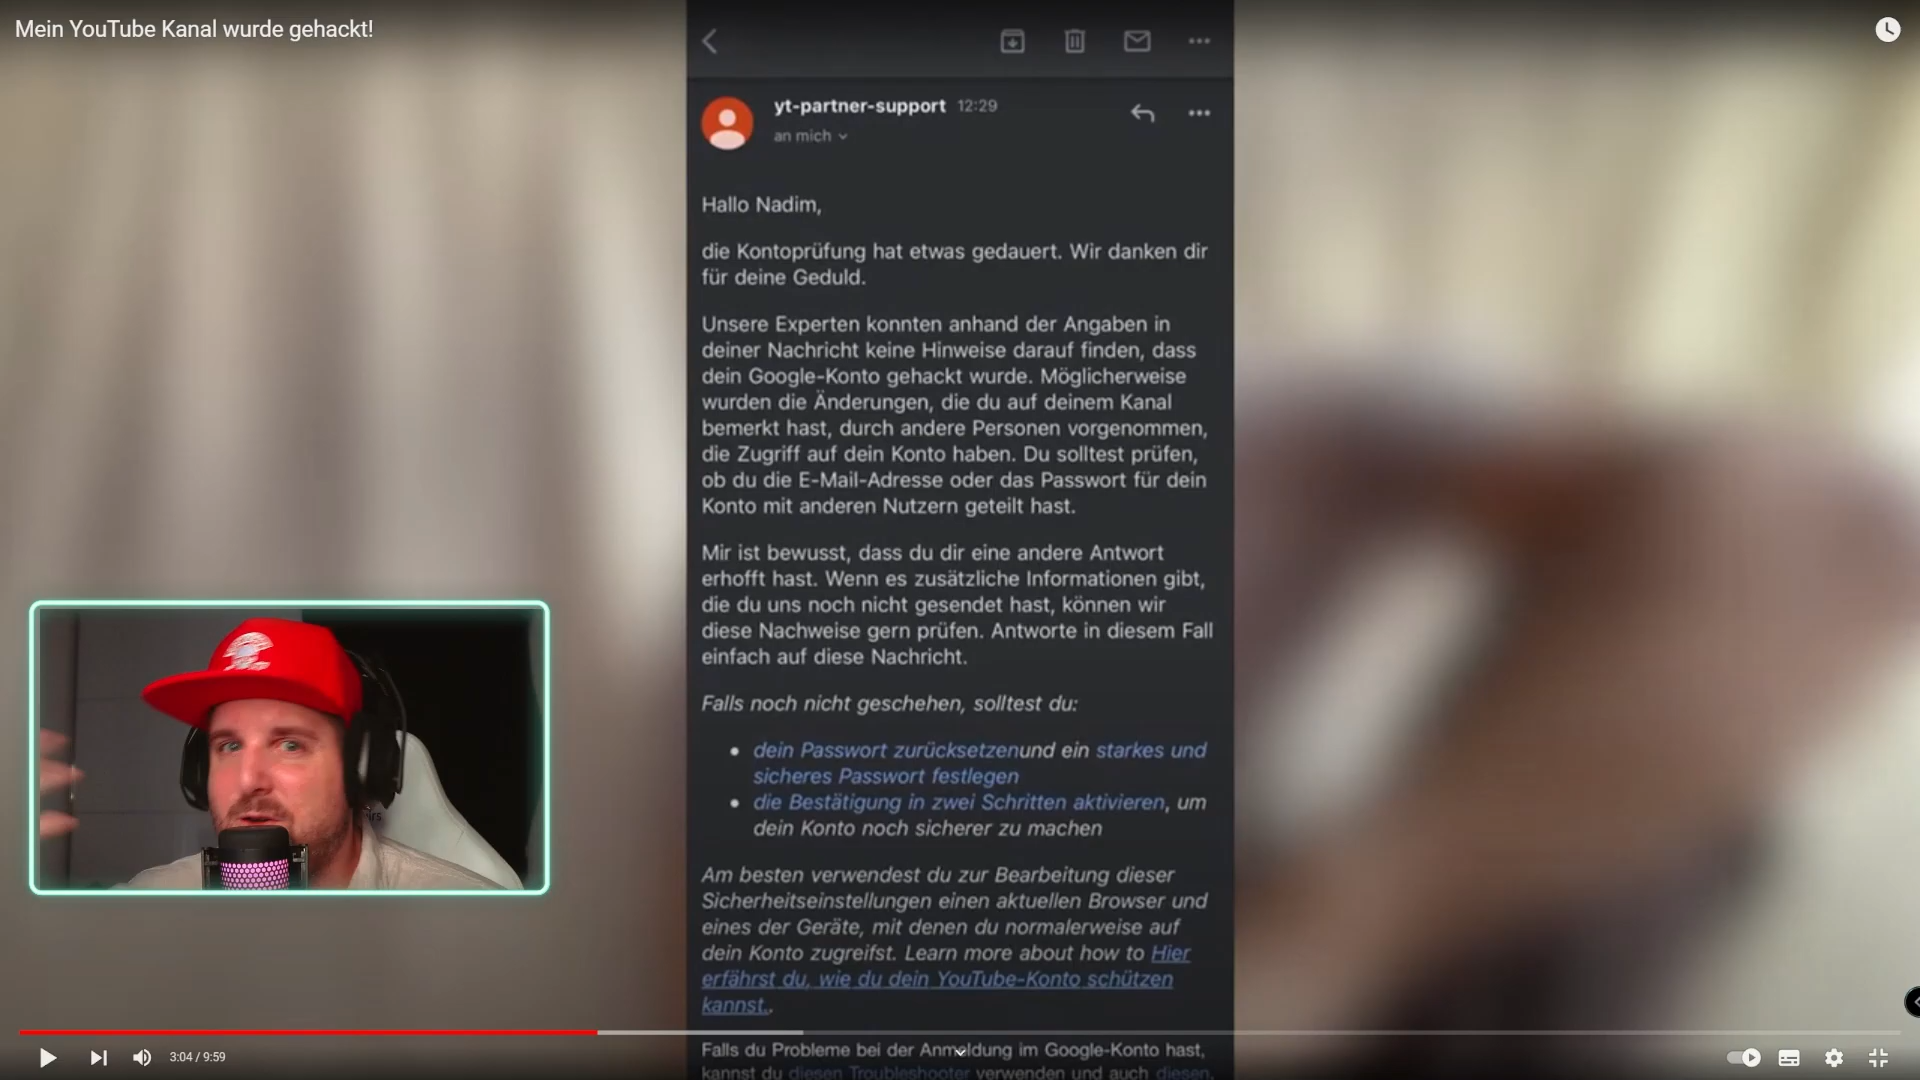 Mein YouTube Kanal wurde gehackt!
yt-partner-support 12:29
an mich
Hallo Nadim,
die Kontoprüfung hat etwas gedauert. Wir danken dir
für deine Geduld.
Unsere Experten konnten anhand der Angaben in
deiner Nachricht keine Hinweise darauf finden, dass
dein Google-Konto gehackt wurde. Möglicherweise
wurden die Änderungen, die du auf deinem Kanal
bemerkt hast, durch andere Personen vorgenommen,
die Zugriff auf dein Konto haben. Du solltest prüfen,
ob du die E-Mail-Adresse oder das Passwort für dein
Konto mit anderen Nutzern geteilt hast.
Mir ist bewusst, dass du dir eine andere Antwort
erhofft hast. Wenn es zusätzliche Informationen gibt,
die du uns noch nicht gesendet hast, können wir
diese Nachweise gern prüfen. Antworte in diesem Fall
einfach auf diese Nachricht.
Falls noch nicht geschehen, solltest du:
• dein Passwort zurücksetzenund ein starkes und
sicheres Passwort festlegen
• die Bestätigung in zwei Schritten aktivieren, um
dein Konto noch sicherer zu machen
Am besten verwendest du zur Bearbeitung dieser
Sicherheitseinstellungen einen aktuellen Browser und
eines der Geräte, mit denen du normalerweise auf
dein Konto zugreifst. Learn more about how to Hier
erfährst du, wie du dein YouTube-Konto schützen
kannst..
Falls du Probleme bei der Anmeldung im Google-Konto hast,
kannst du diesen Troubleshooter verwenden und auch diesen
3:04 / 9:59